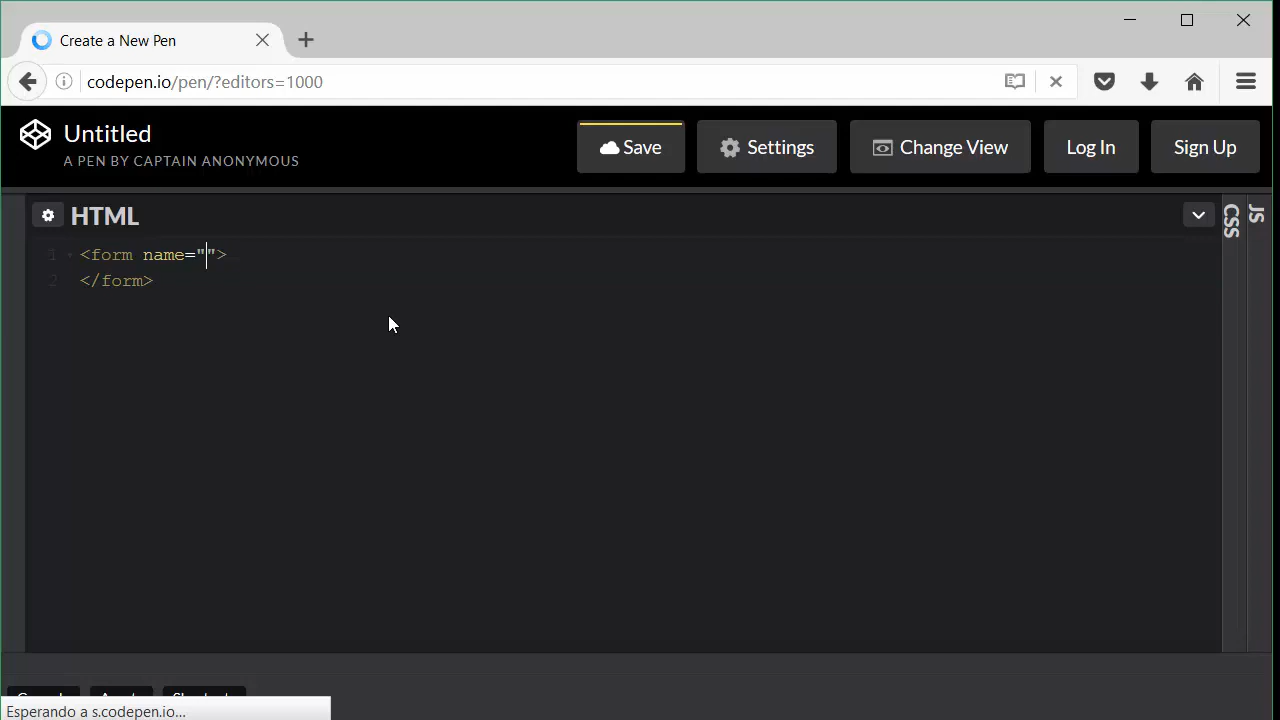 Create a New Pen
codepen.io/pen/?editors=1000
Untitled
A PEN BY CAPTAIN ANONYMOUS
Save
Settings
Change View
Log In
Sign Up
HTML
CSS
JS
1 <form name="">
2 </form>
Esperando a s.codepen.io...